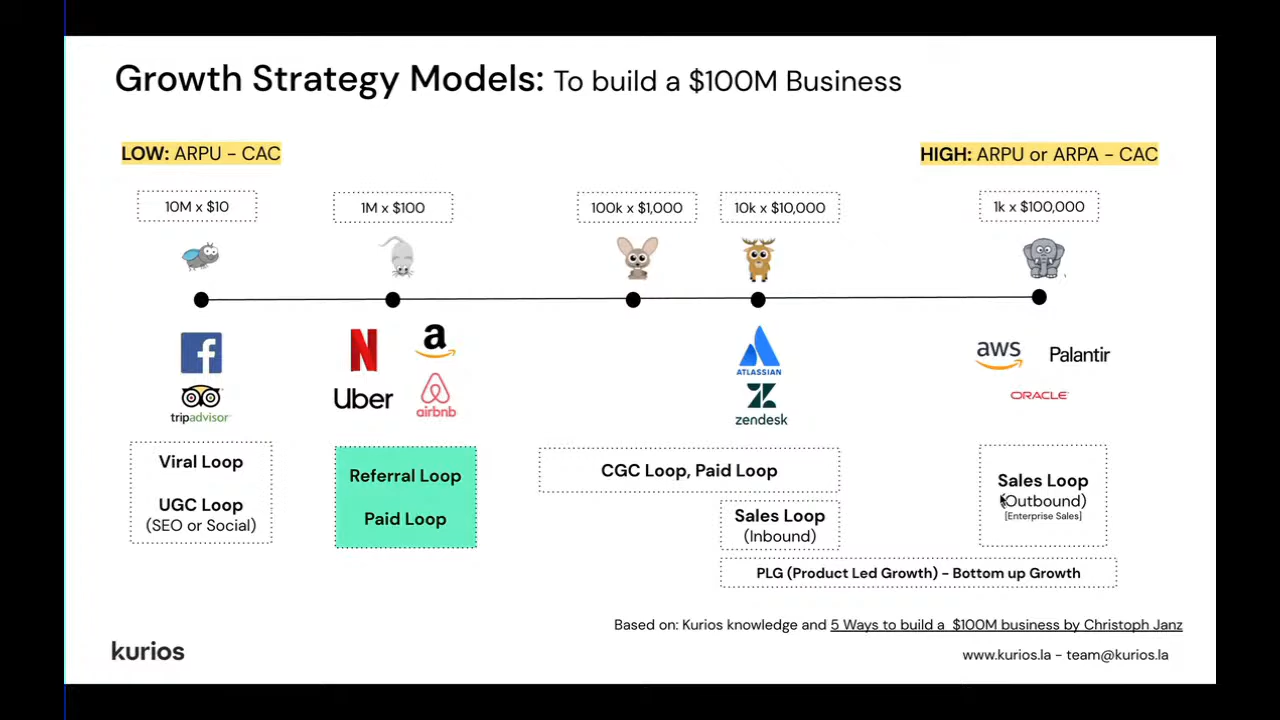 Growth Strategy Models: To build a $100M Business
LOW: ARPU - CAC
HIGH: ARPU or ARPA - CAC
10M x $10
1M x $100
100k x $1,000
10k x $10,000
1k x $100,000
f
N
a
ATLASSIAN
aws
Palantir
tripadvisor
Uber
airbnb
zendesk
ORACLE
Viral Loop
UGC Loop
(SEO or Social)
Referral Loop
Paid Loop
CGC Loop, Paid Loop
Sales Loop
(Inbound)
Sales Loop
(Outbound)
[Enterprise Sales]
PLG (Product Led Growth) - Bottom up Growth
Based on: Kurios knowledge and 5 Ways to build a $100M business by Christoph Janz
kurios
www.kurios.la - team@kurios.la